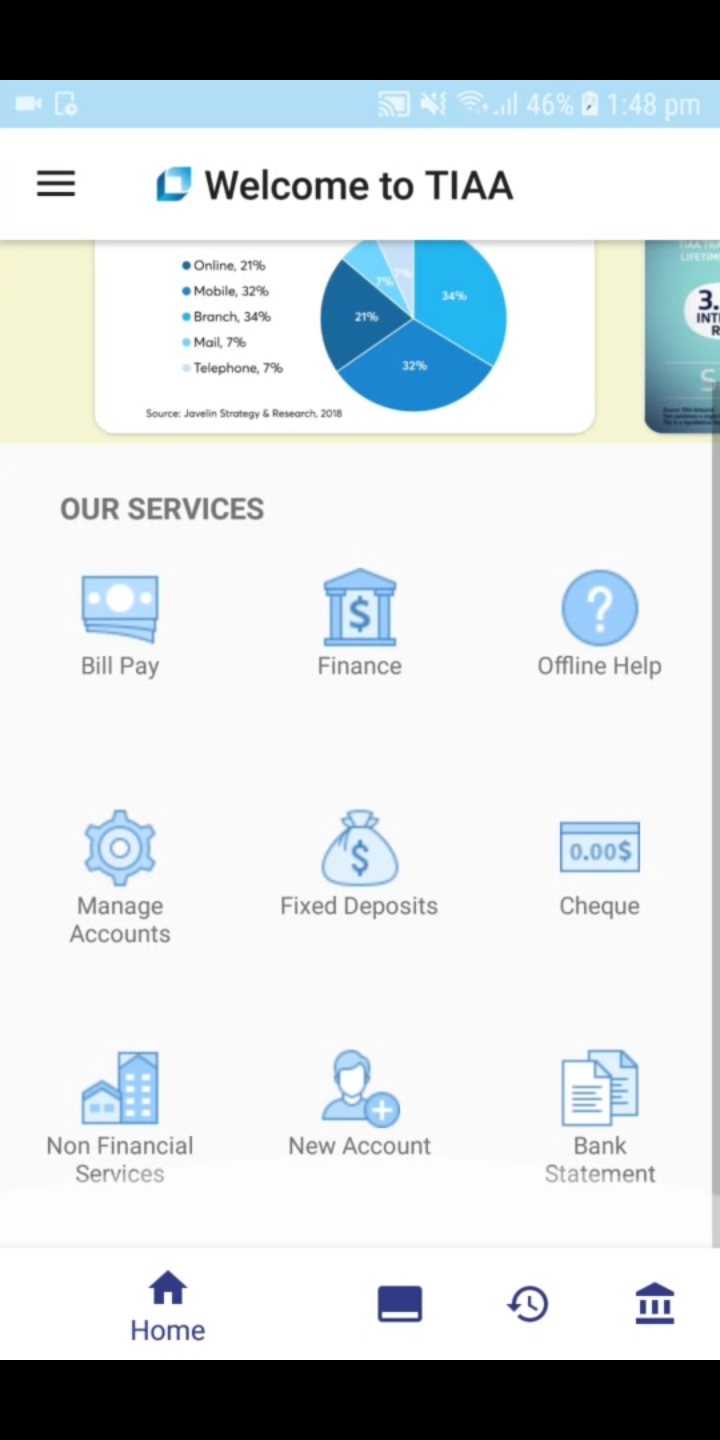 46% 1:48 pm
Welcome to TIAA
Online, 21%
Mobile, 32%
Branch, 34%
Mail, 7%
Telephone, 7%
7%
7%
34%
21%
32%
Source: Javelin Strategy & Research, 2018
LIFETIM
3.
INT
R
S
OUR SERVICES
$
?
Bill Pay
Finance
Offline Help
$
0.00$
Manage
Accounts
Fixed Deposits
Cheque
Non Financial
Services
New Account
Bank
Statement
Home